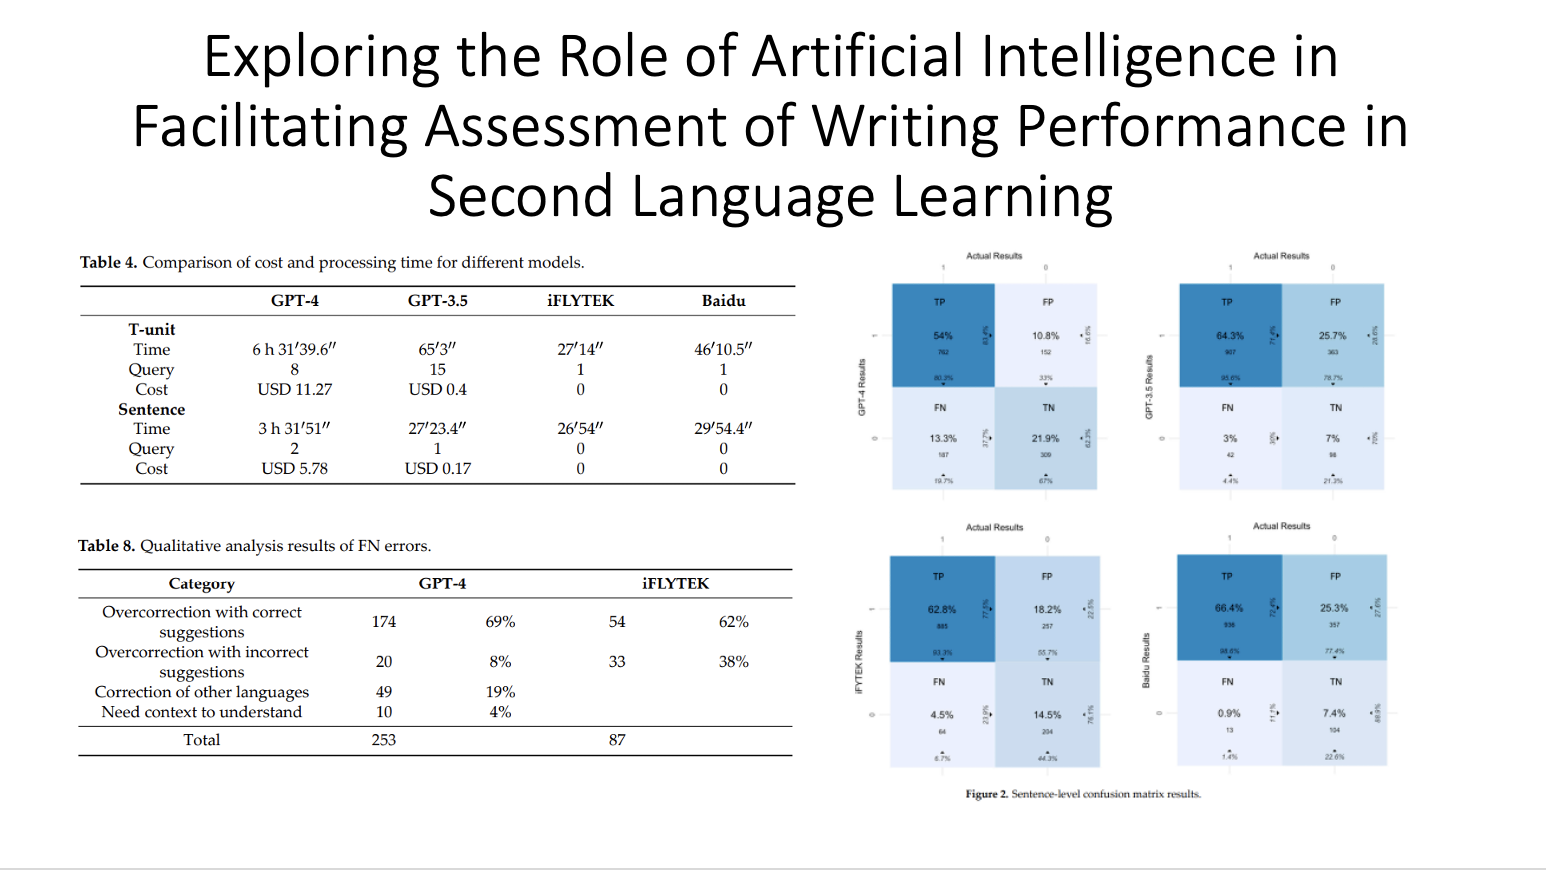 Exploring the Role of Artificial Intelligence in
Facilitating Assessment of Writing Performance in
Second Language Learning
Table 4. Comparison of cost and processing time for different models.
GPT-4 GPT-3.5 iFLYTEK Baidu
T-unit
Time 6 h 31′39.6″ 65′3″ 27′14″ 46′10.5″
Query 8 15 1 1
Cost USD 11.27 USD 0.4 0 0
Sentence
Time 3 h 31′51″ 27′23.4″ 26′54″ 29′54.4″
Query 2 1 0 0
Cost USD 5.78 USD 0.17 0 0
Table 8. Qualitative analysis results of FN errors.
Category GPT-4 iFLYTEK
Overcorrection with correct
suggestions 174 69% 54 62%
Overcorrection with incorrect
suggestions 20 8% 33 38%
Correction of other languages 49 19%
Need context to understand 10 4%
Total 253 87
Actual Results
1 0
GPT-4 Results
1
TP FP
54% 10.8%
762 152
83.4% 16.6%
80.3% 33%
0
FN TN
13.3% 21.9%
187 309
37.7% 62.3%
19.7% 67%
Actual Results
1 0
GPT-3.5 Results
1
TP FP
64.3% 25.7%
907 363
71.4% 28.6%
95.6% 78.7%
0
FN TN
3% 7%
42 98
30% 70%
4.4% 21.3%
Actual Results
1 0
iFYTEK Results
1
TP FP
62.8% 18.2%
885 257
77.5% 22.5%
93.3% 55.7%
0
FN TN
4.5% 14.5%
64 204
23.9% 76.1%
6.7% 44.3%
Actual Results
1 0
Baidu Results
1
TP FP
66.4% 25.3%
936 357
72.4% 27.6%
98.6% 77.4%
0
FN TN
0.9% 7.4%
13 104
11.1% 88.9%
1.4% 22.6%
Figure 2. Sentence-level confusion matrix results.